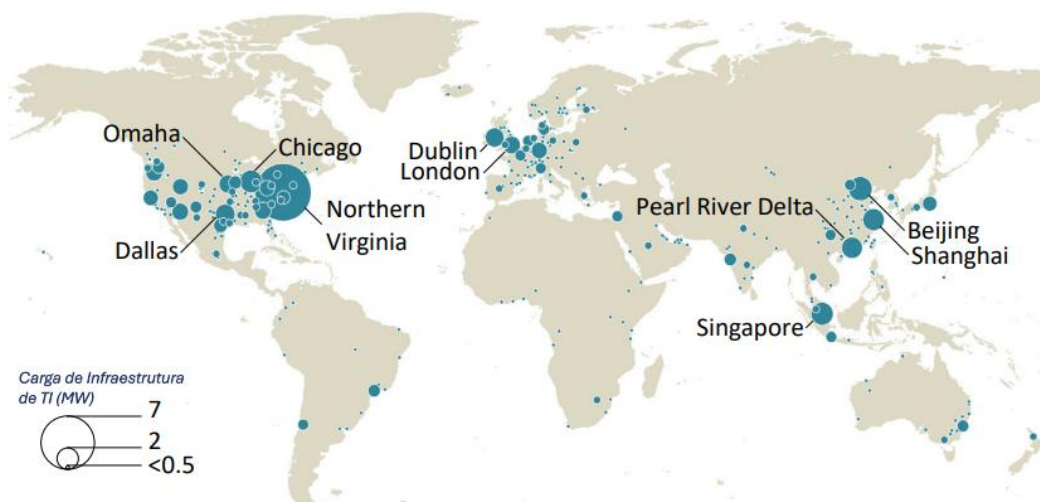 Omaha
Chicago
Dublin
London
Northern
Virginia
Dallas
Pearl River Delta
Beijing
Shanghai
Singapore
Carga de Infraestrutura
de TI (MW)
7
2
<0.5